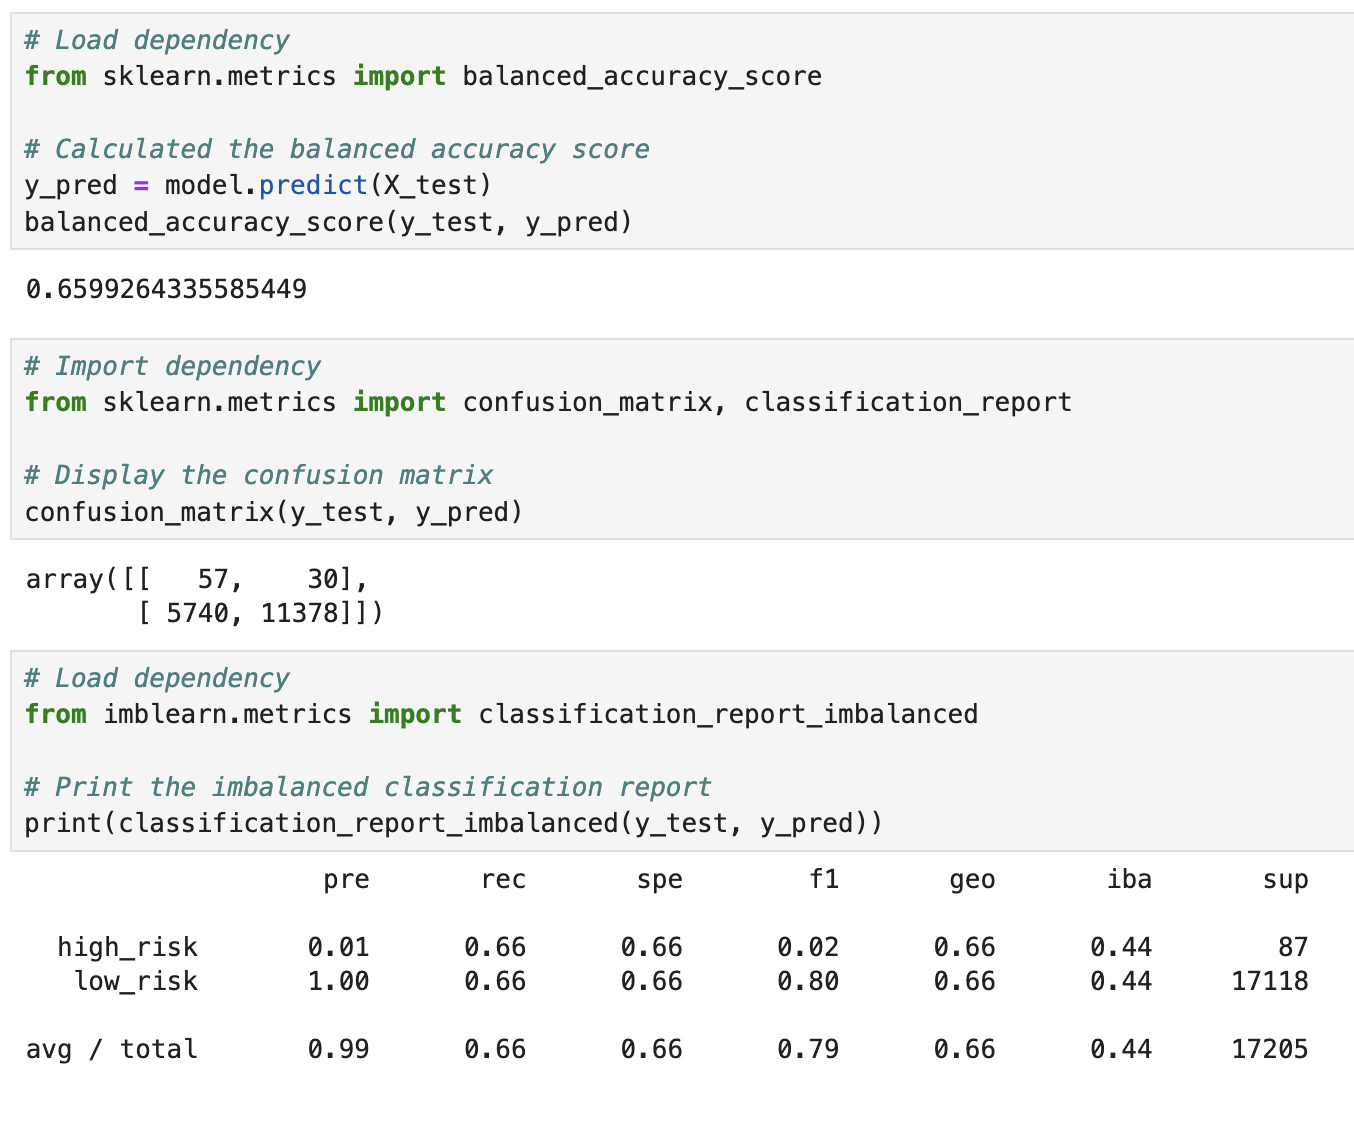 # Load dependency
from sklearn.metrics import balanced_accuracy_score
# Calculated the balanced accuracy score
y_pred = model.predict(X_test)
balanced_accuracy_score(y_test, y_pred)
0.6599264335585449
# Import dependency
from sklearn.metrics import confusion_matrix, classification_report
# Display the confusion matrix
confusion_matrix(y_test, y_pred)
array([[   57,    30],
       [ 5740, 11378]])
# Load dependency
from imblearn.metrics import classification_report_imbalanced
# Print the imbalanced classification report
print(classification_report_imbalanced(y_test, y_pred))
                   pre       rec       spe        f1       geo       iba       sup
  high_risk       0.01      0.66      0.66      0.02      0.66      0.44        87
   low_risk       1.00      0.66      0.66      0.80      0.66      0.44     17118
avg / total       0.99      0.66      0.66      0.79      0.66      0.44     17205